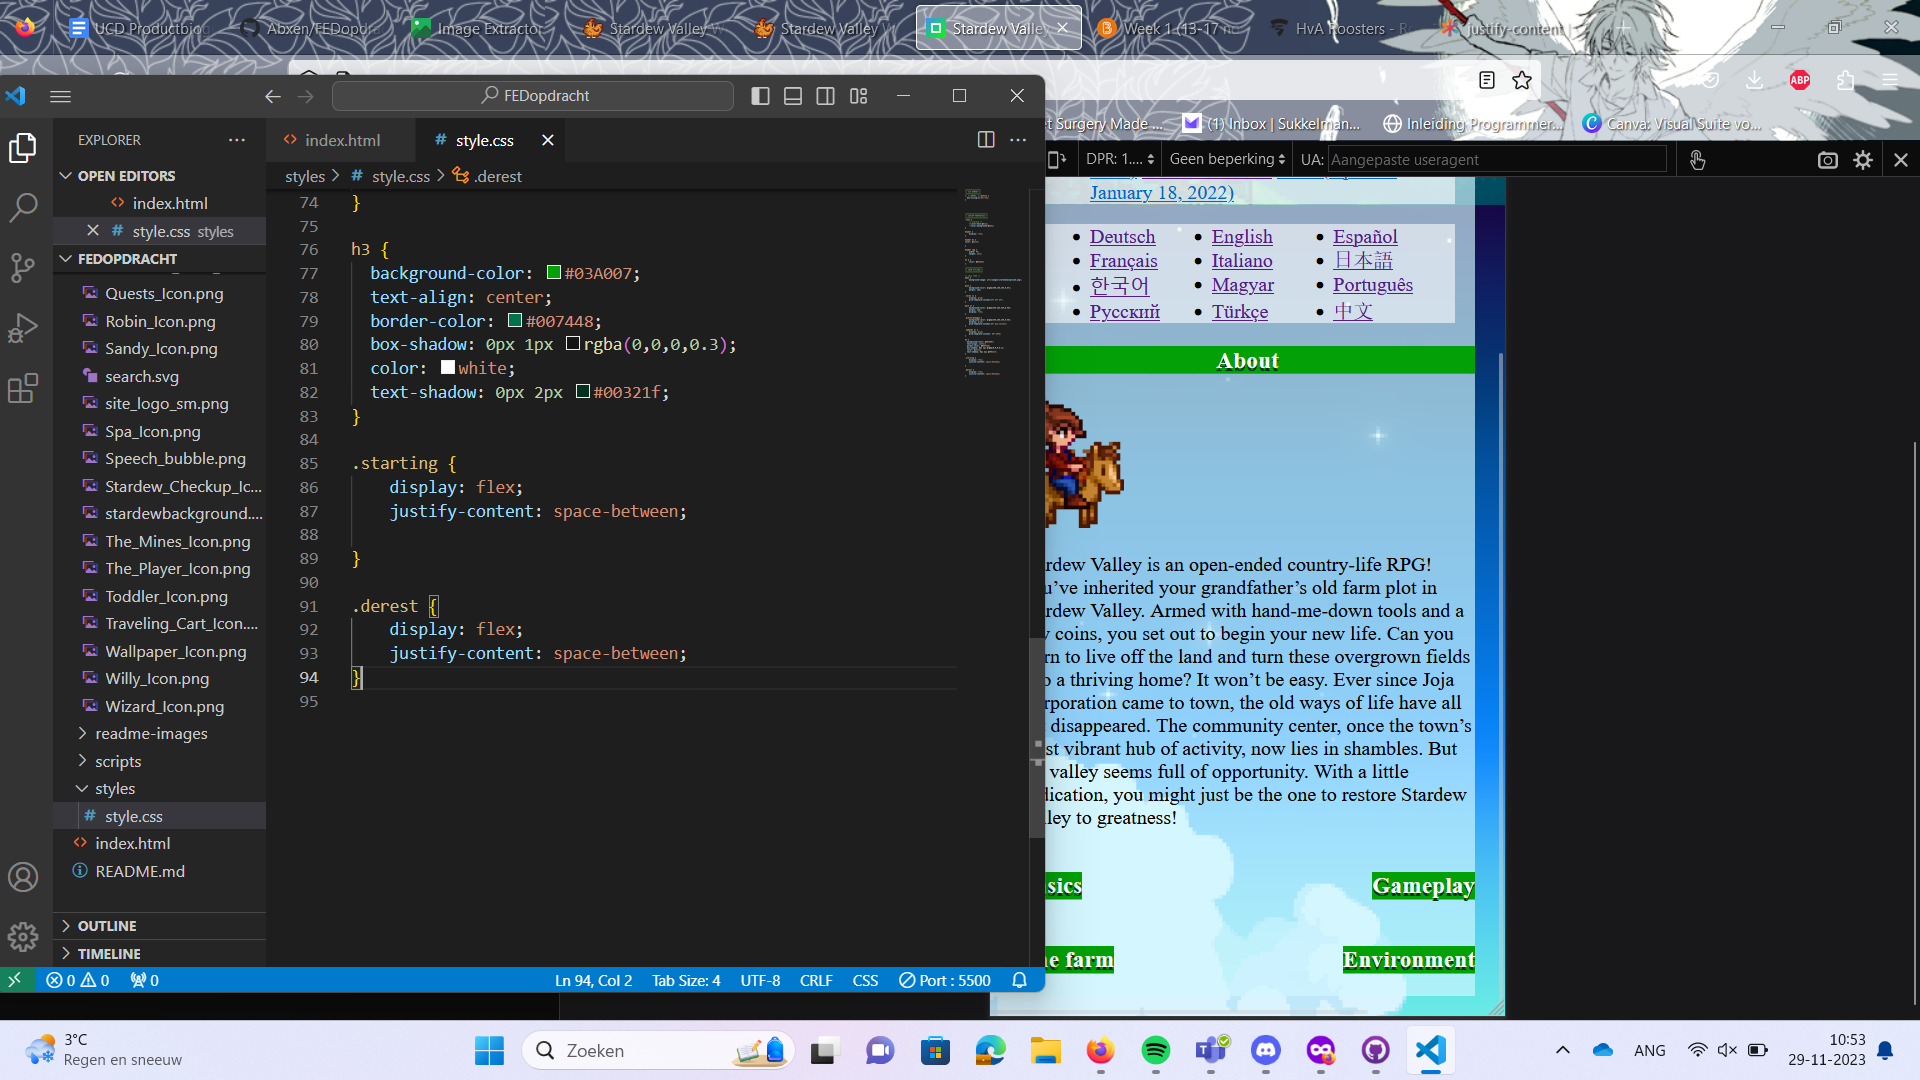 UCD Productbio
Abxen/FEDopdra
Image Extractor
Stardew Valley W
Stardew Valley
Stardew Valle
Week 1 (13-17 n
HvA Roosters - R
justify-content
FEDopdracht
t Surgery Made ...
(1) Inbox | Sukkelman...
Inleiding Programmer...
Canva: Visual Suite vo...
ABP
EXPLORER
index.html
style.css
DPR: 1....
Geen beperking
UA:
Aangepaste useragent
OPEN EDITORS
styles > style.css > .derest
index.html
style.css styles
FEDOPDRACHT
Quests_Icon.png
Robin_Icon.png
Sandy_Icon.png
search.svg
site_logo_sm.png
Spa_Icon.png
Speech_bubble.png
Stardew_Checkup_Ic...
stardewbackground....
The_Mines_Icon.png
The_Player_Icon.png
Toddler_Icon.png
Traveling_Cart_Icon....
Wallpaper_Icon.png
Willy_Icon.png
Wizard_Icon.png
readme-images
scripts
styles
style.css
index.html
README.md
OUTLINE
TIMELINE
74 }
75
76 h3 {
77 background-color: #03A007;
78 text-align: center;
79 border-color: #007448;
80 box-shadow: 0px 1px rgba(0,0,0,0.3);
81 color: white;
82 text-shadow: 0px 2px #00321f;
83 }
84
85 .starting {
86 display: flex;
87 justify-content: space-between;
88
89 }
90
91 .derest {
92 display: flex;
93 justify-content: space-between;
94 }
95
0 0 0
Ln 94, Col 2
Tab Size: 4
UTF-8
CRLF
CSS
Port : 5500
January 18, 2022)
Deutsch English Español
Français Italiano 日本語
한국어 Magyar Português
Русский Türkçe 中文
About
rdew Valley is an open-ended country-life RPG!
u've inherited your grandfather's old farm plot in
rdew Valley. Armed with hand-me-down tools and a
v coins, you set out to begin your new life. Can you
rn to live off the land and turn these overgrown fields
o a thriving home? It won't be easy. Ever since Joja
rporation came to town, the old ways of life have all
disappeared. The community center, once the town's
st vibrant hub of activity, now lies in shambles. But
valley seems full of opportunity. With a little
dication, you might just be the one to restore Stardew
lley to greatness!
sics Gameplay
e farm Environment
3°C
Regen en sneeuw
Zoeken
ANG
10:53
29-11-2023